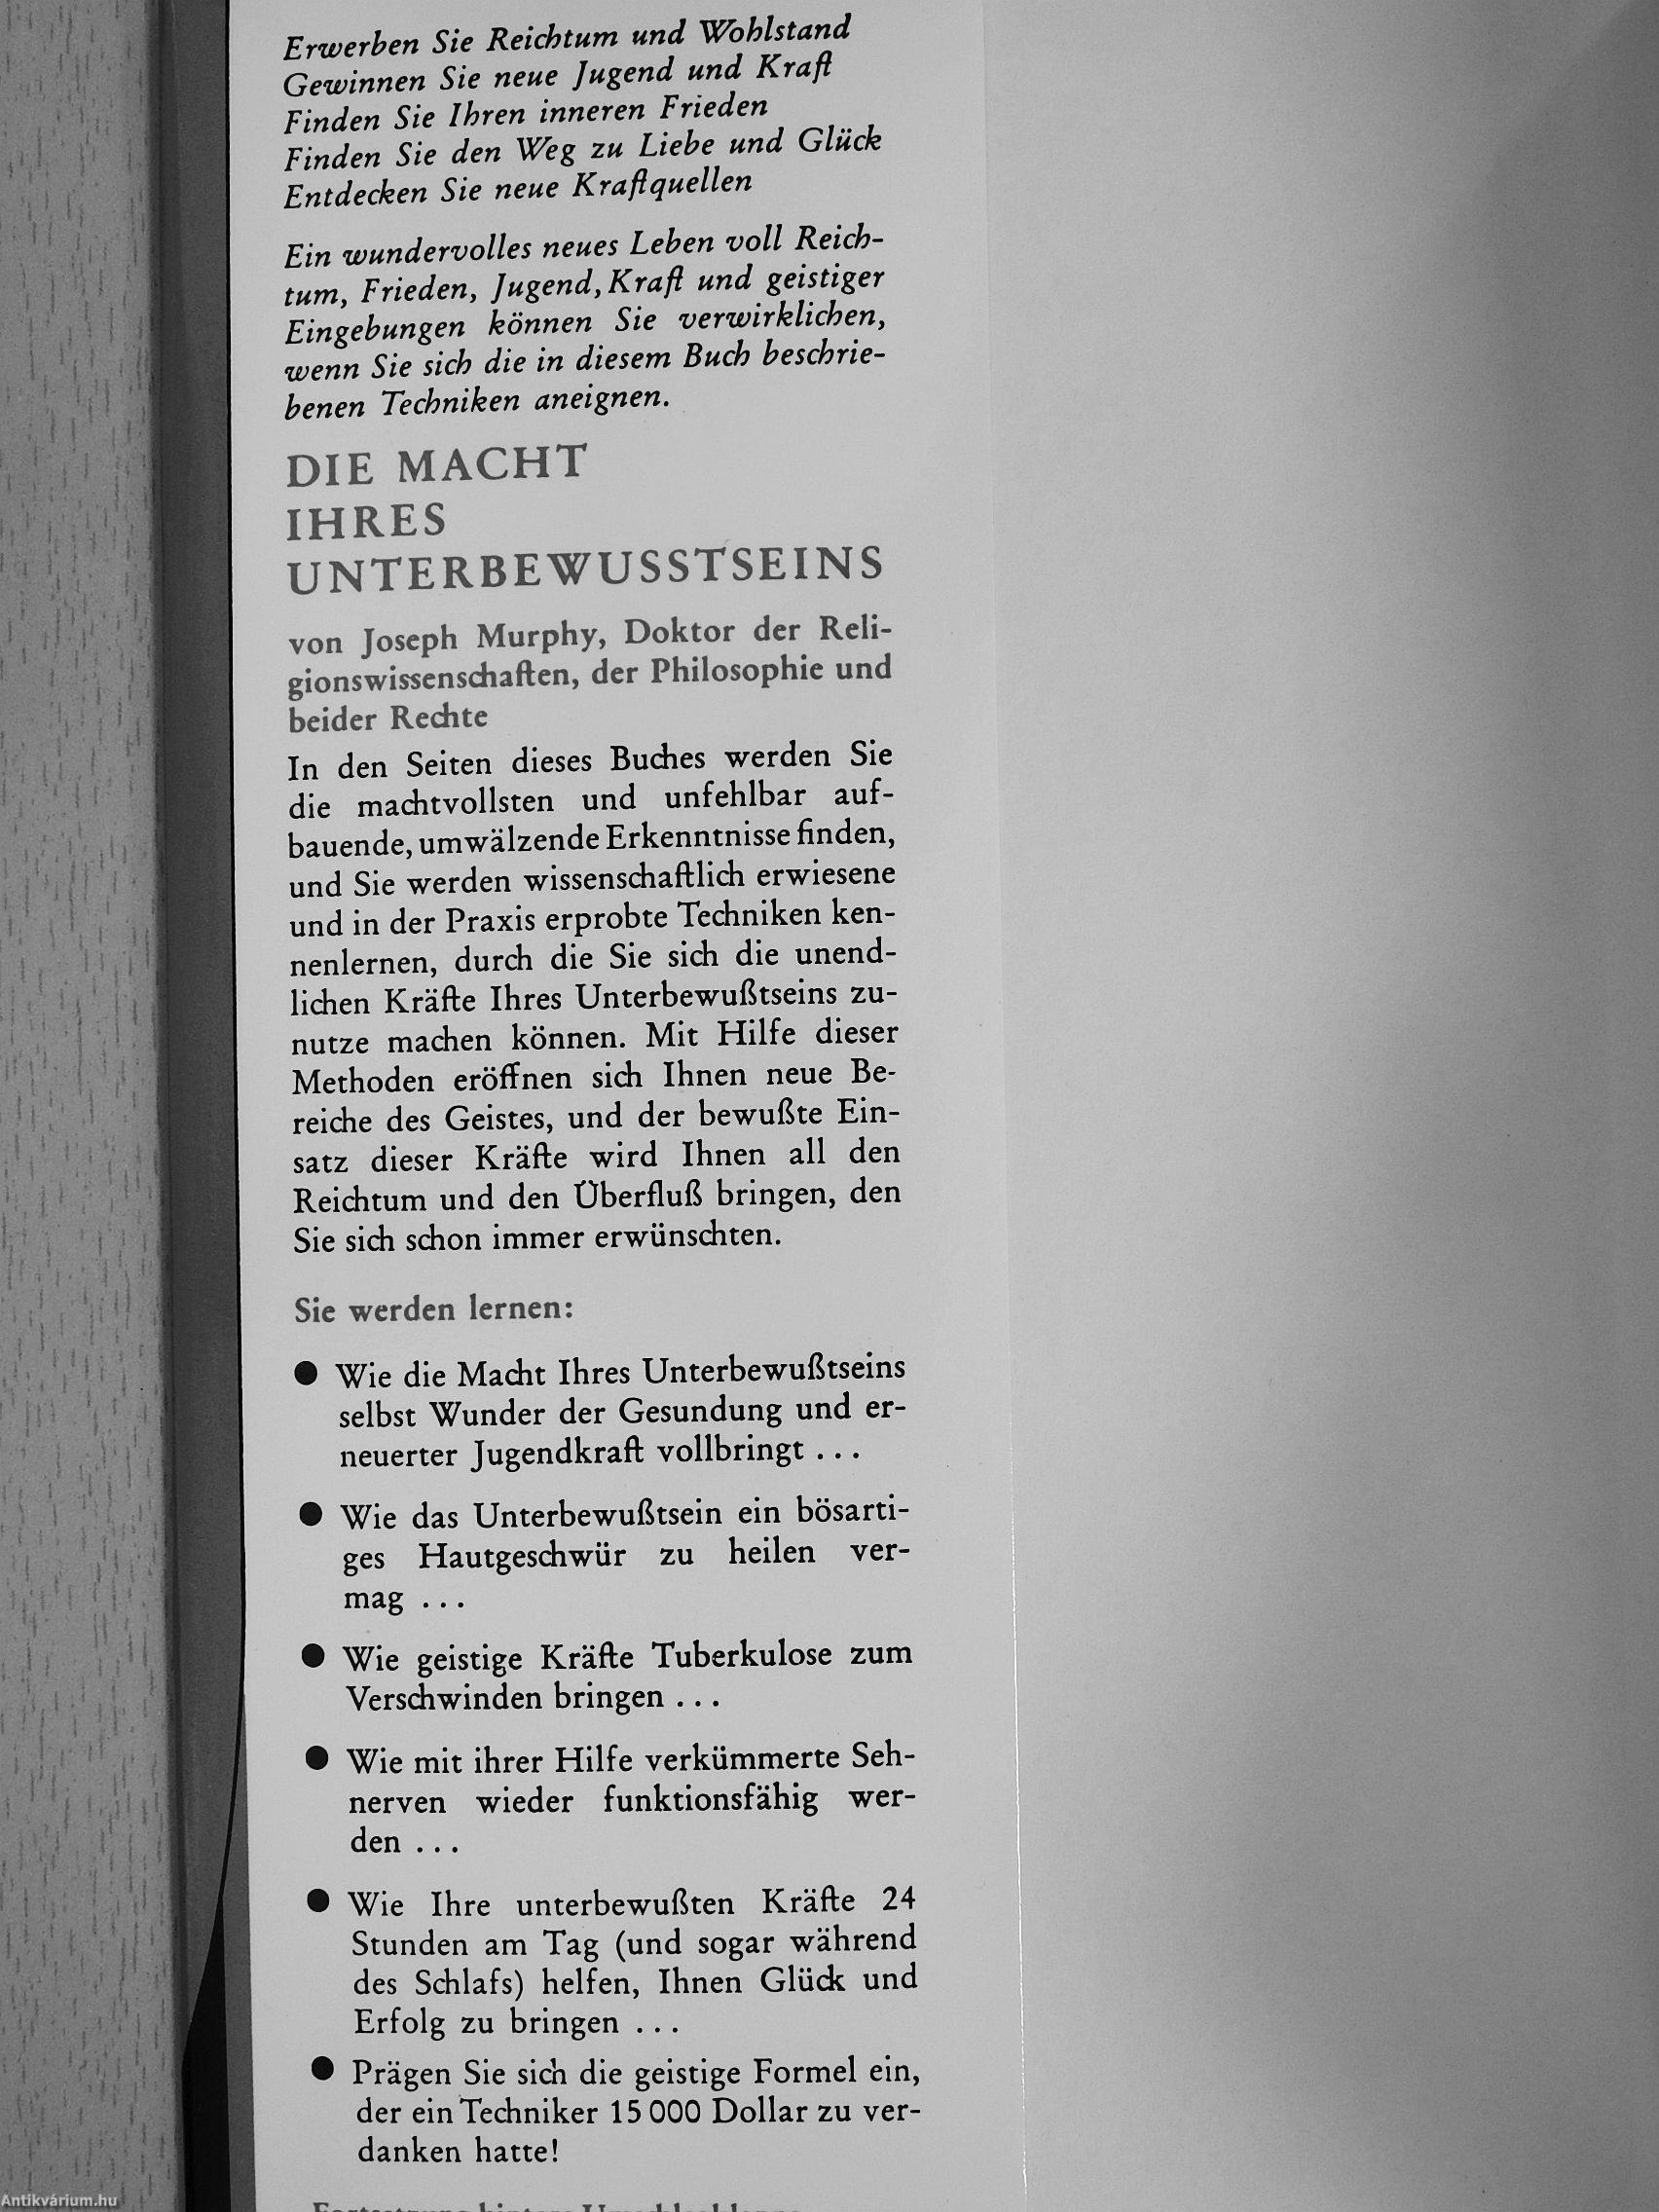 Erwerben Sie Reichtum und Wohlstand
Gewinnen Sie neue Jugend und Kraft
Finden Sie Ihren inneren Frieden
Finden Sie den Weg zu Liebe und Glück
Entdecken Sie neue Kraftquellen
Ein wundervolles neues Leben voll Reich-
tum, Frieden, Jugend, Kraft und geistiger
Eingebungen können Sie verwirklichen,
wenn Sie sich die in diesem Buch beschrie-
benen Techniken aneignen.
DIE MACHT
IHRES
UNTERBEWUSSTSEINS
von Joseph Murphy, Doktor der Reli-
gionswissenschaften, der Philosophie und
beider Rechte
In den Seiten dieses Buches werden Sie
die machtvollsten und unfehlbar auf-
bauende, umwälzende Erkenntnisse finden,
und Sie werden wissenschaftlich erwiesene
und in der Praxis erprobte Techniken ken-
nenlernen, durch die Sie sich die unend-
lichen Kräfte Ihres Unterbewußtseins zu-
nutze machen können. Mit Hilfe dieser
Methoden eröffnen sich Ihnen neue Be-
reiche des Geistes, und der bewußte Ein-
satz dieser Kräfte wird Ihnen all den
Reichtum und den Überfluß bringen, den
Sie sich schon immer erwünschten.
Sie werden lernen:
● Wie die Macht Ihres Unterbewußtseins
selbst Wunder der Gesundung und er-
neuerter Jugendkraft vollbringt . . .
● Wie das Unterbewußtsein ein bösarti-
ges Hautgeschwür zu heilen ver-
mag . . .
● Wie geistige Kräfte Tuberkulose zum
Verschwinden bringen . . .
● Wie mit ihrer Hilfe verkümmerte Seh-
nerven wieder funktionsfähig wer-
den . . .
● Wie Ihre unterbewußten Kräfte 24
Stunden am Tag (und sogar während
des Schlafs) helfen, Ihnen Glück und
Erfolg zu bringen . . .
● Prägen Sie sich die geistige Formel ein,
der ein Techniker 15 000 Dollar zu ver-
danken hatte!
Antikvárium.hu